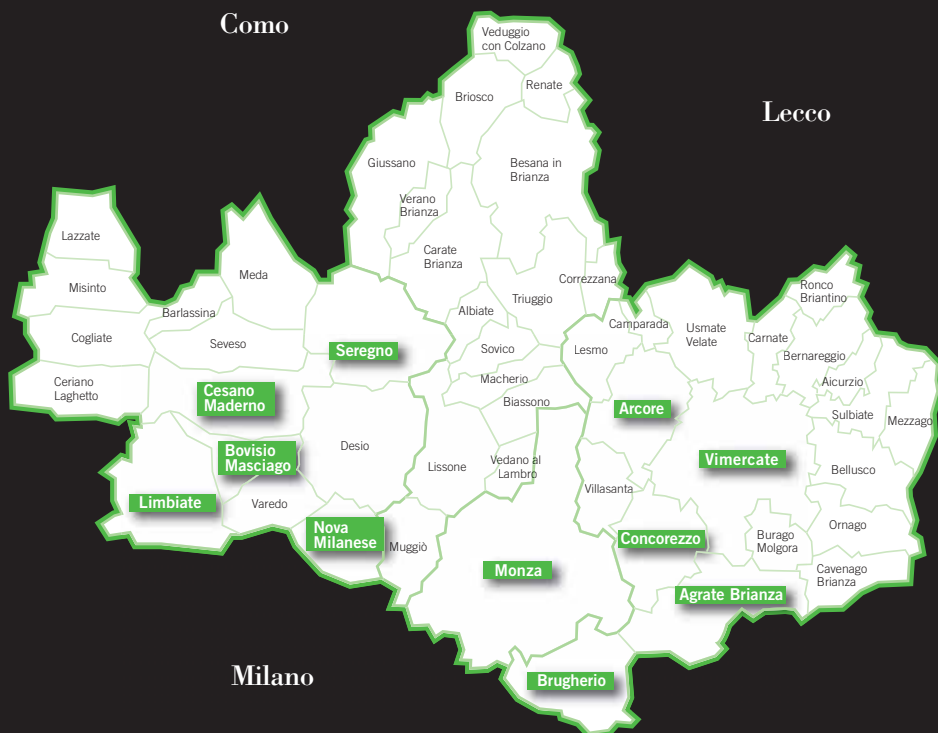 Como
Veduggio
con Colzano
Renate
Briosco
Lecco
Giussano
Besana in
Brianza
Verano
Brianza
Lazzate
Carate
Brianza
Meda
Correzzana
Misinto
Ronco
Briantino
Triuggio
Barlassina
Albiate
Camparada
Usmate
Velate
Cogliate
Seveso
Carnate
Seregno
Sovico
Lesmo
Bernareggio
Ceriano
Laghetto
Macherio
Aicurzio
Cesano
Maderno
Biassono
Arcore
Sulbiate
Mezzago
Desio
Bovisio
Masciago
Vimercate
Lissone
Vedano al
Lambro
Bellusco
Villasanta
Limbiate
Varedo
Ornago
Nova
Milanese
Muggiò
Concorezzo
Burago
Molgora
Monza
Cavenago
Brianza
Agrate Brianza
Milano
Brugherio